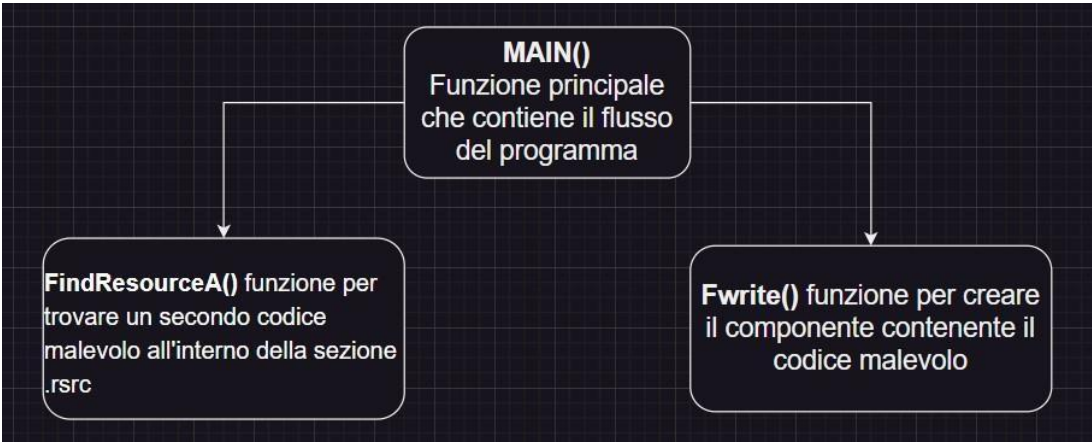 MAIN()
Funzione principale
che contiene il flusso
del programma
FindResourceA() funzione per
trovare un secondo codice
malevolo all'interno della sezione
.rsrc
Fwrite() funzione per creare
il componente contenente il
codice malevolo